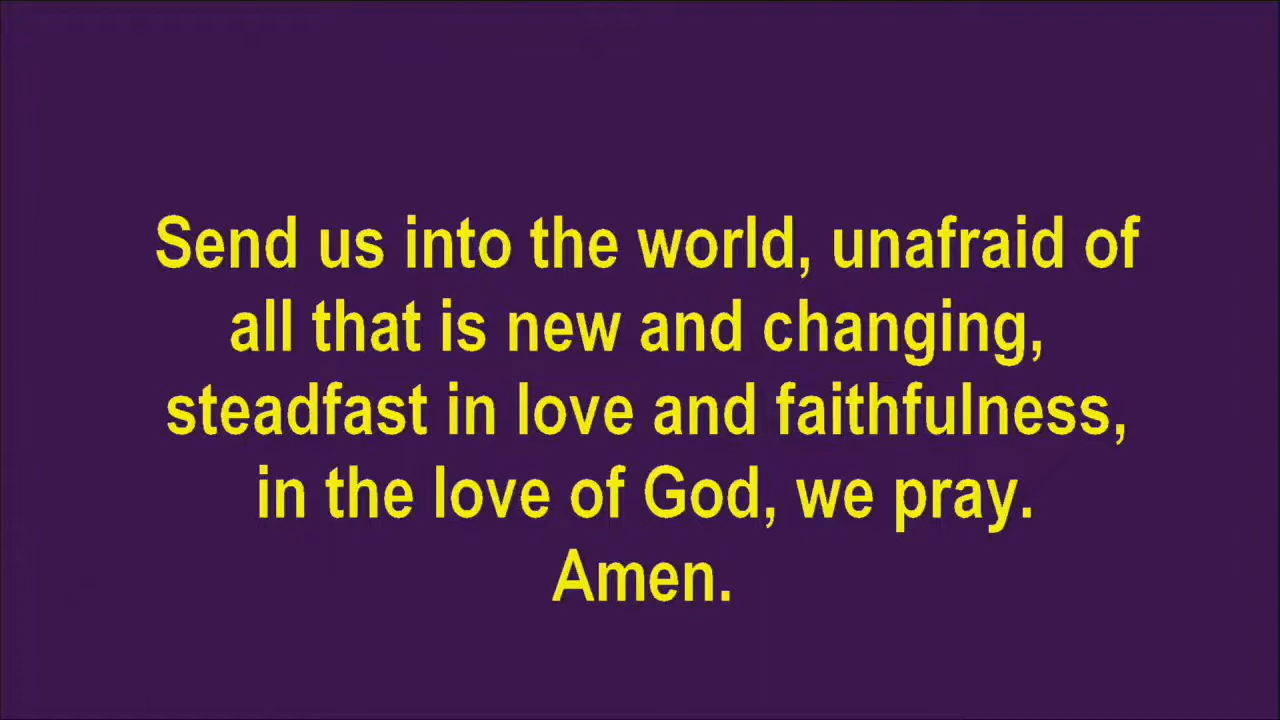 Send us into the world, unafraid of
all that is new and changing,
steadfast in love and faithfulness,
in the love of God, we pray.
Amen.